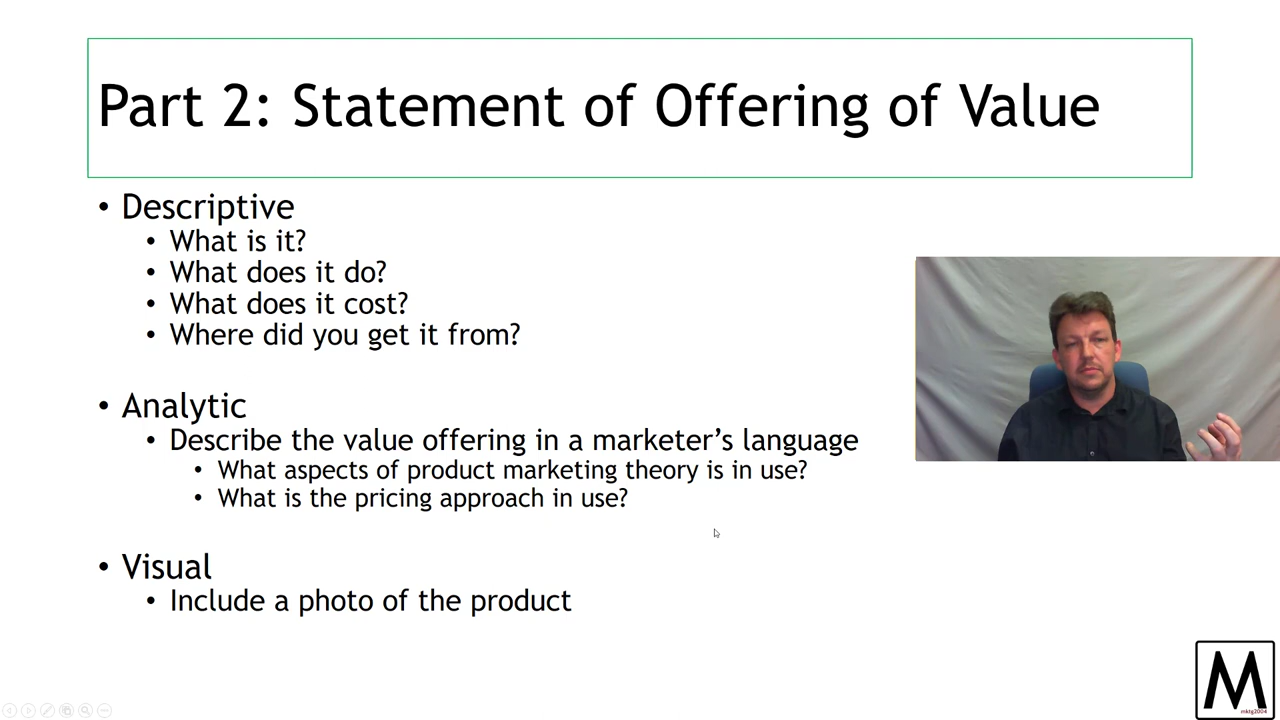 Part 2: Statement of Offering of Value
• Descriptive
• What is it?
• What does it do?
• What does it cost?
• Where did you get it from?
• Analytic
• Describe the value offering in a marketer’s language
• What aspects of product marketing theory is in use?
• What is the pricing approach in use?
• Visual
• Include a photo of the product
M
mktg2004